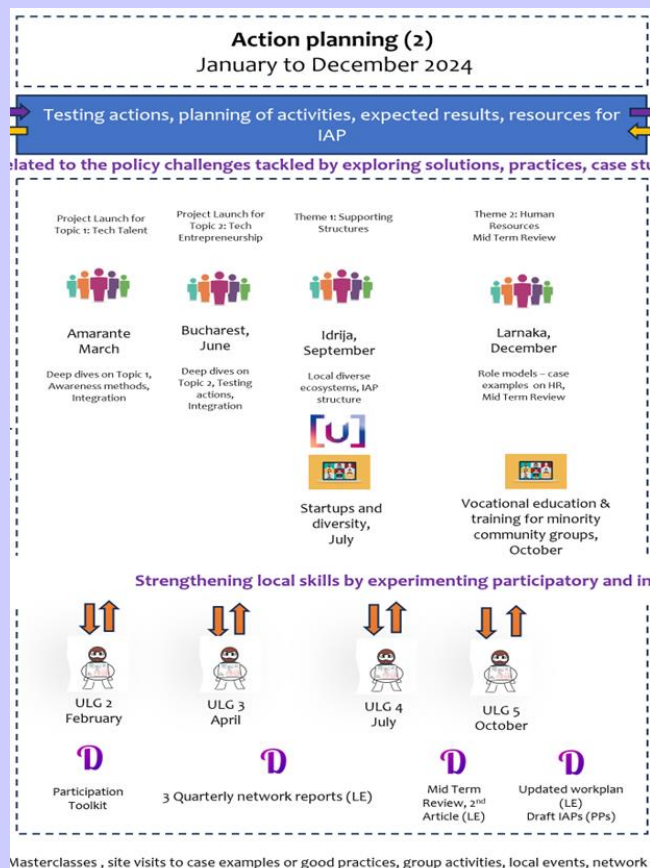 Action planning (2)
January to December 2024
Testing actions, planning of activities, expected results, resources for
IAP
elated to the policy challenges tackled by exploring solutions, practices, case stu
Project Launch for
Topic 1: Tech Talent
Project Launch for
Topic 2: Tech
Entrepreneurship
Theme 1: Supporting
Structures
Theme 2: Human
Resources
Mid Term Review
Amarante
March
Bucharest,
June
Idrija,
September
Larnaka,
December
Deep dives on Topic 1,
Awareness methods,
Integration
Deep dives on
Topic 2, Testing
actions,
Integration
Local diverse
ecosystems, IAP
structure
Role models – case
examples on HR,
Mid Term Review
[U]
Startups and
diversity,
July
Vocational education &
training for minority
community groups,
October
Strengthening local skills by experimenting participatory and in
ULG 2
February
ULG 3
April
ULG 4
July
ULG 5
October
D
D
D
D
Participation
Toolkit
3 Quarterly network reports (LE)
Mid Term
Review, 2nd
Article (LE)
Updated workplan
(LE)
Draft IAPs (PPs)
Masterclasses , site visits to case examples or good practices, group activities, local events, network